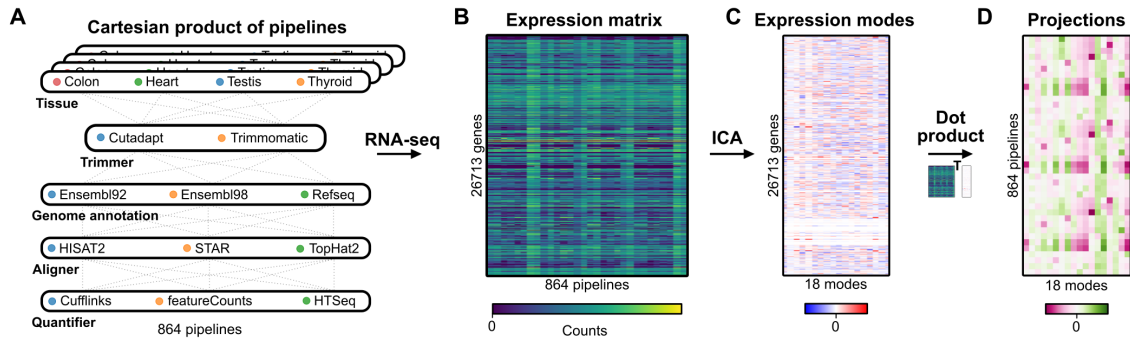 A
Cartesian product of pipelines
Colon Heart Testis Thyroid
Tissue
Cutadapt Trimmomatic
Trimmer
Ensembl92 Ensembl98 Refseq
Genome annotation
HISAT2 STAR TopHat2
Aligner
Cufflinks featureCounts HTSeq
Quantifier
864 pipelines
RNA-seq
B
Expression matrix
26713 genes
864 pipelines
0
Counts
ICA
C
Expression modes
26713 genes
18 modes
0
Dot
product
T
D
Projections
864 pipelines
18 modes
0